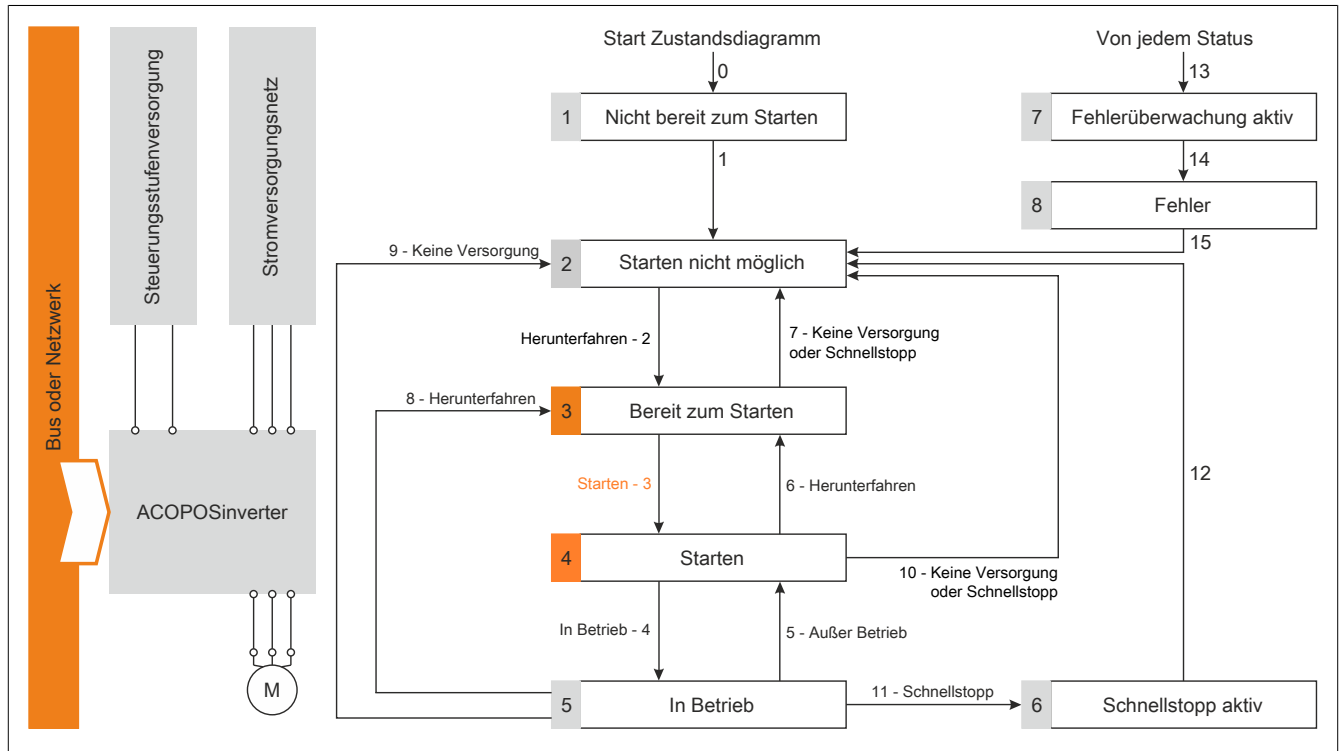 Bus oder Netzwerk
Steuerungsstufenversorgung
Stromversorgungsnetz
ACOPOSinverter
M
Start Zustandsdiagramm
0
1 Nicht bereit zum Starten
1
Von jedem Status
13
7 Fehlerüberwachung aktiv
14
8 Fehler
15
9 - Keine Versorgung
2 Starten nicht möglich
Herunterfahren - 2
7 - Keine Versorgung
oder Schnellstopp
8 - Herunterfahren
3 Bereit zum Starten
Starten - 3
6 - Herunterfahren
12
4 Starten
10 - Keine Versorgung
oder Schnellstopp
In Betrieb - 4
5 - Außer Betrieb
5 In Betrieb
11 - Schnellstopp
6 Schnellstopp aktiv